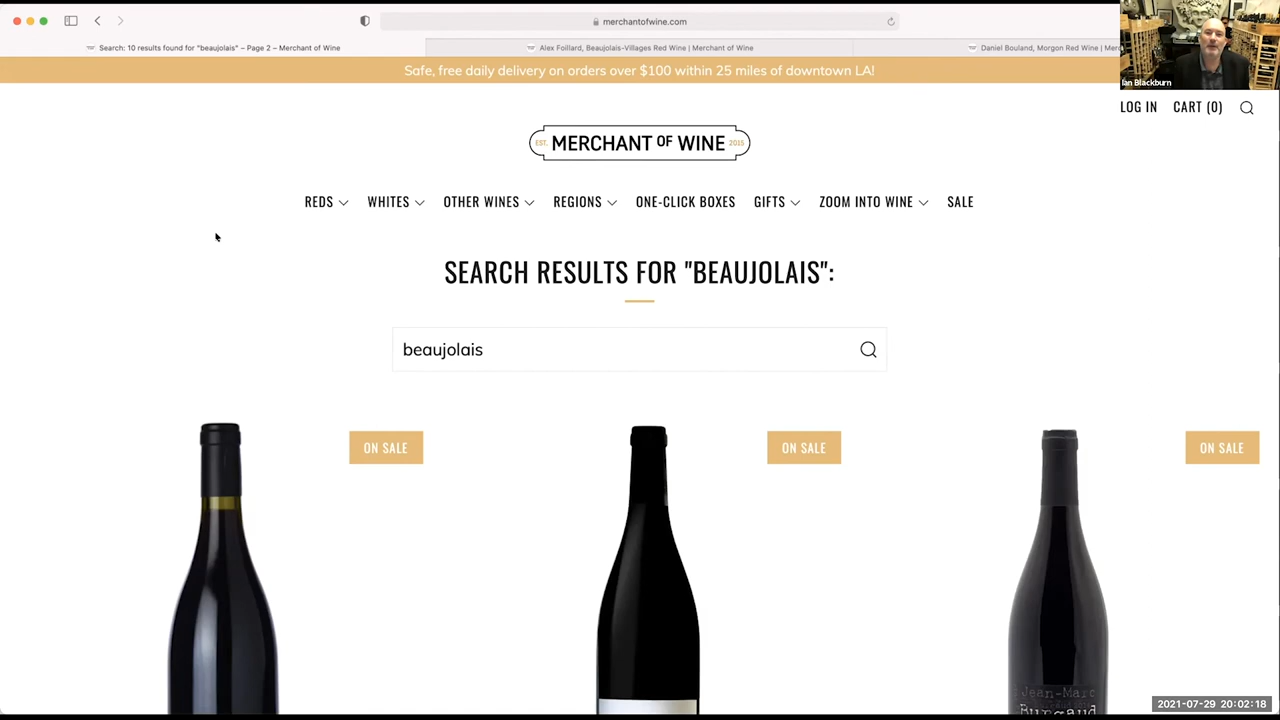 merchantofwine.com
Search: 10 results found for "beaujolais" – Page 2 – Merchant of Wine
Alex Foillard, Beaujolais-Villages Red Wine | Merchant of Wine
Daniel Bouland, Morgon Red Wine | Merc
Safe, free daily delivery on orders over $100 within 25 miles of downtown LA!
Ian Blackburn
LOG IN CART (0)
EST. MERCHANT OF WINE 2015
REDS WHITES OTHER WINES REGIONS ONE-CLICK BOXES GIFTS ZOOM INTO WINE SALE
SEARCH RESULTS FOR "BEAUJOLAIS":
beaujolais
ON SALE
ON SALE
ON SALE
Jean-Marc
Burgaud
2021-07-29 20:02:18